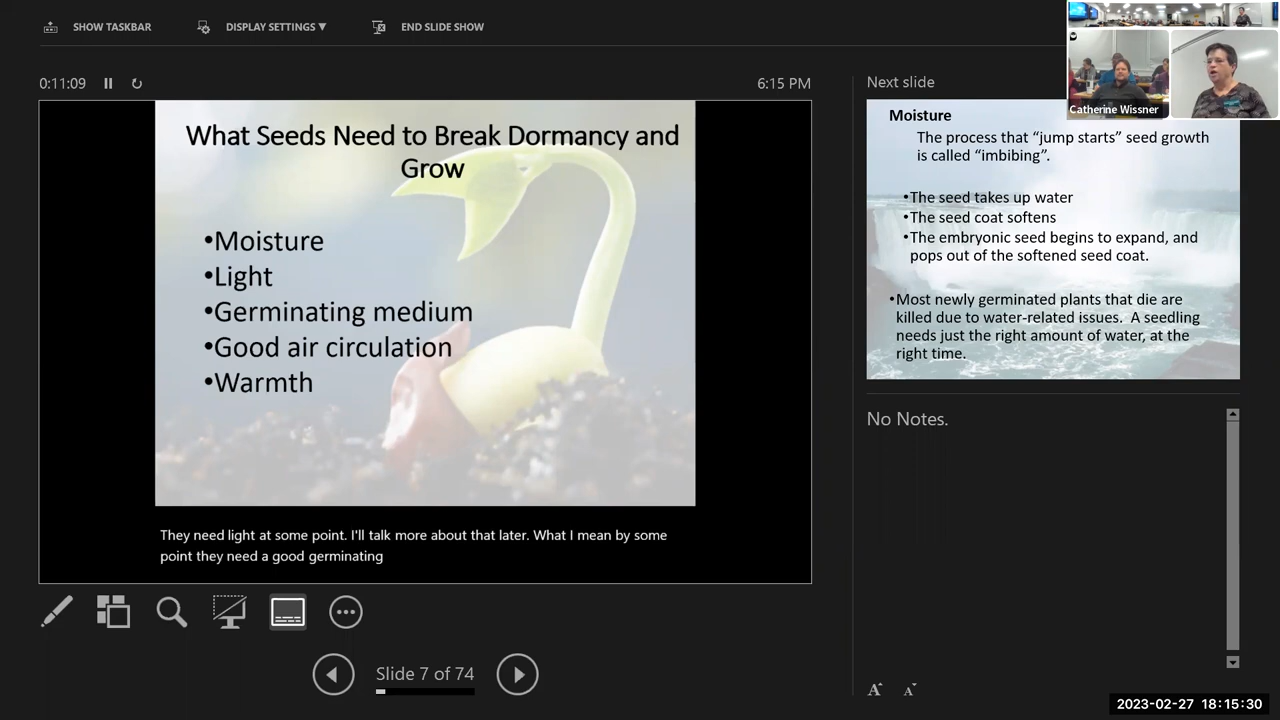 SHOW TASKBAR
DISPLAY SETTINGS ▼
END SLIDE SHOW
0:11:09
6:15 PM
What Seeds Need to Break Dormancy and
Grow
•Moisture
•Light
•Germinating medium
•Good air circulation
•Warmth
They need light at some point. I'll talk more about that later. What I mean by some
point they need a good germinating
Slide 7 of 74
Next slide
Moisture
The process that “jump starts” seed growth
is called “imbibing”.
•The seed takes up water
•The seed coat softens
•The embryonic seed begins to expand, and
pops out of the softened seed coat.
•Most newly germinated plants that die are
killed due to water-related issues. A seedling
needs just the right amount of water, at the
right time.
No Notes.
A A
Catherine Wissner
2023-02-27 18:15:30